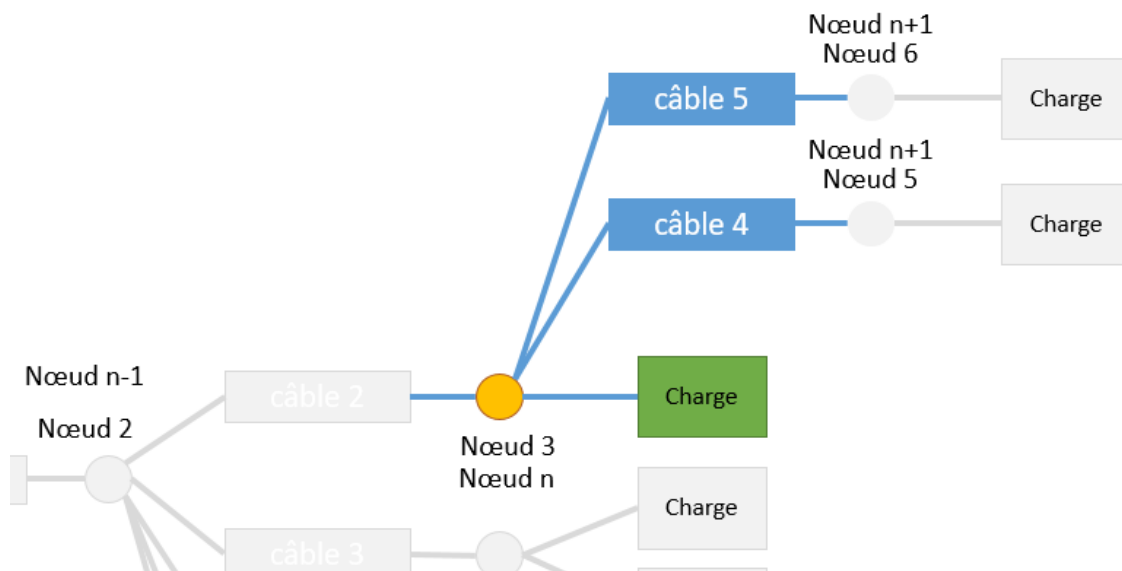 Nœud n+1
Nœud 6
câble 5
Charge
Nœud n+1
Nœud 5
câble 4
Charge
Nœud n-1
câble 2
Charge
Nœud 2
Nœud 3
Nœud n
Charge
câble 3